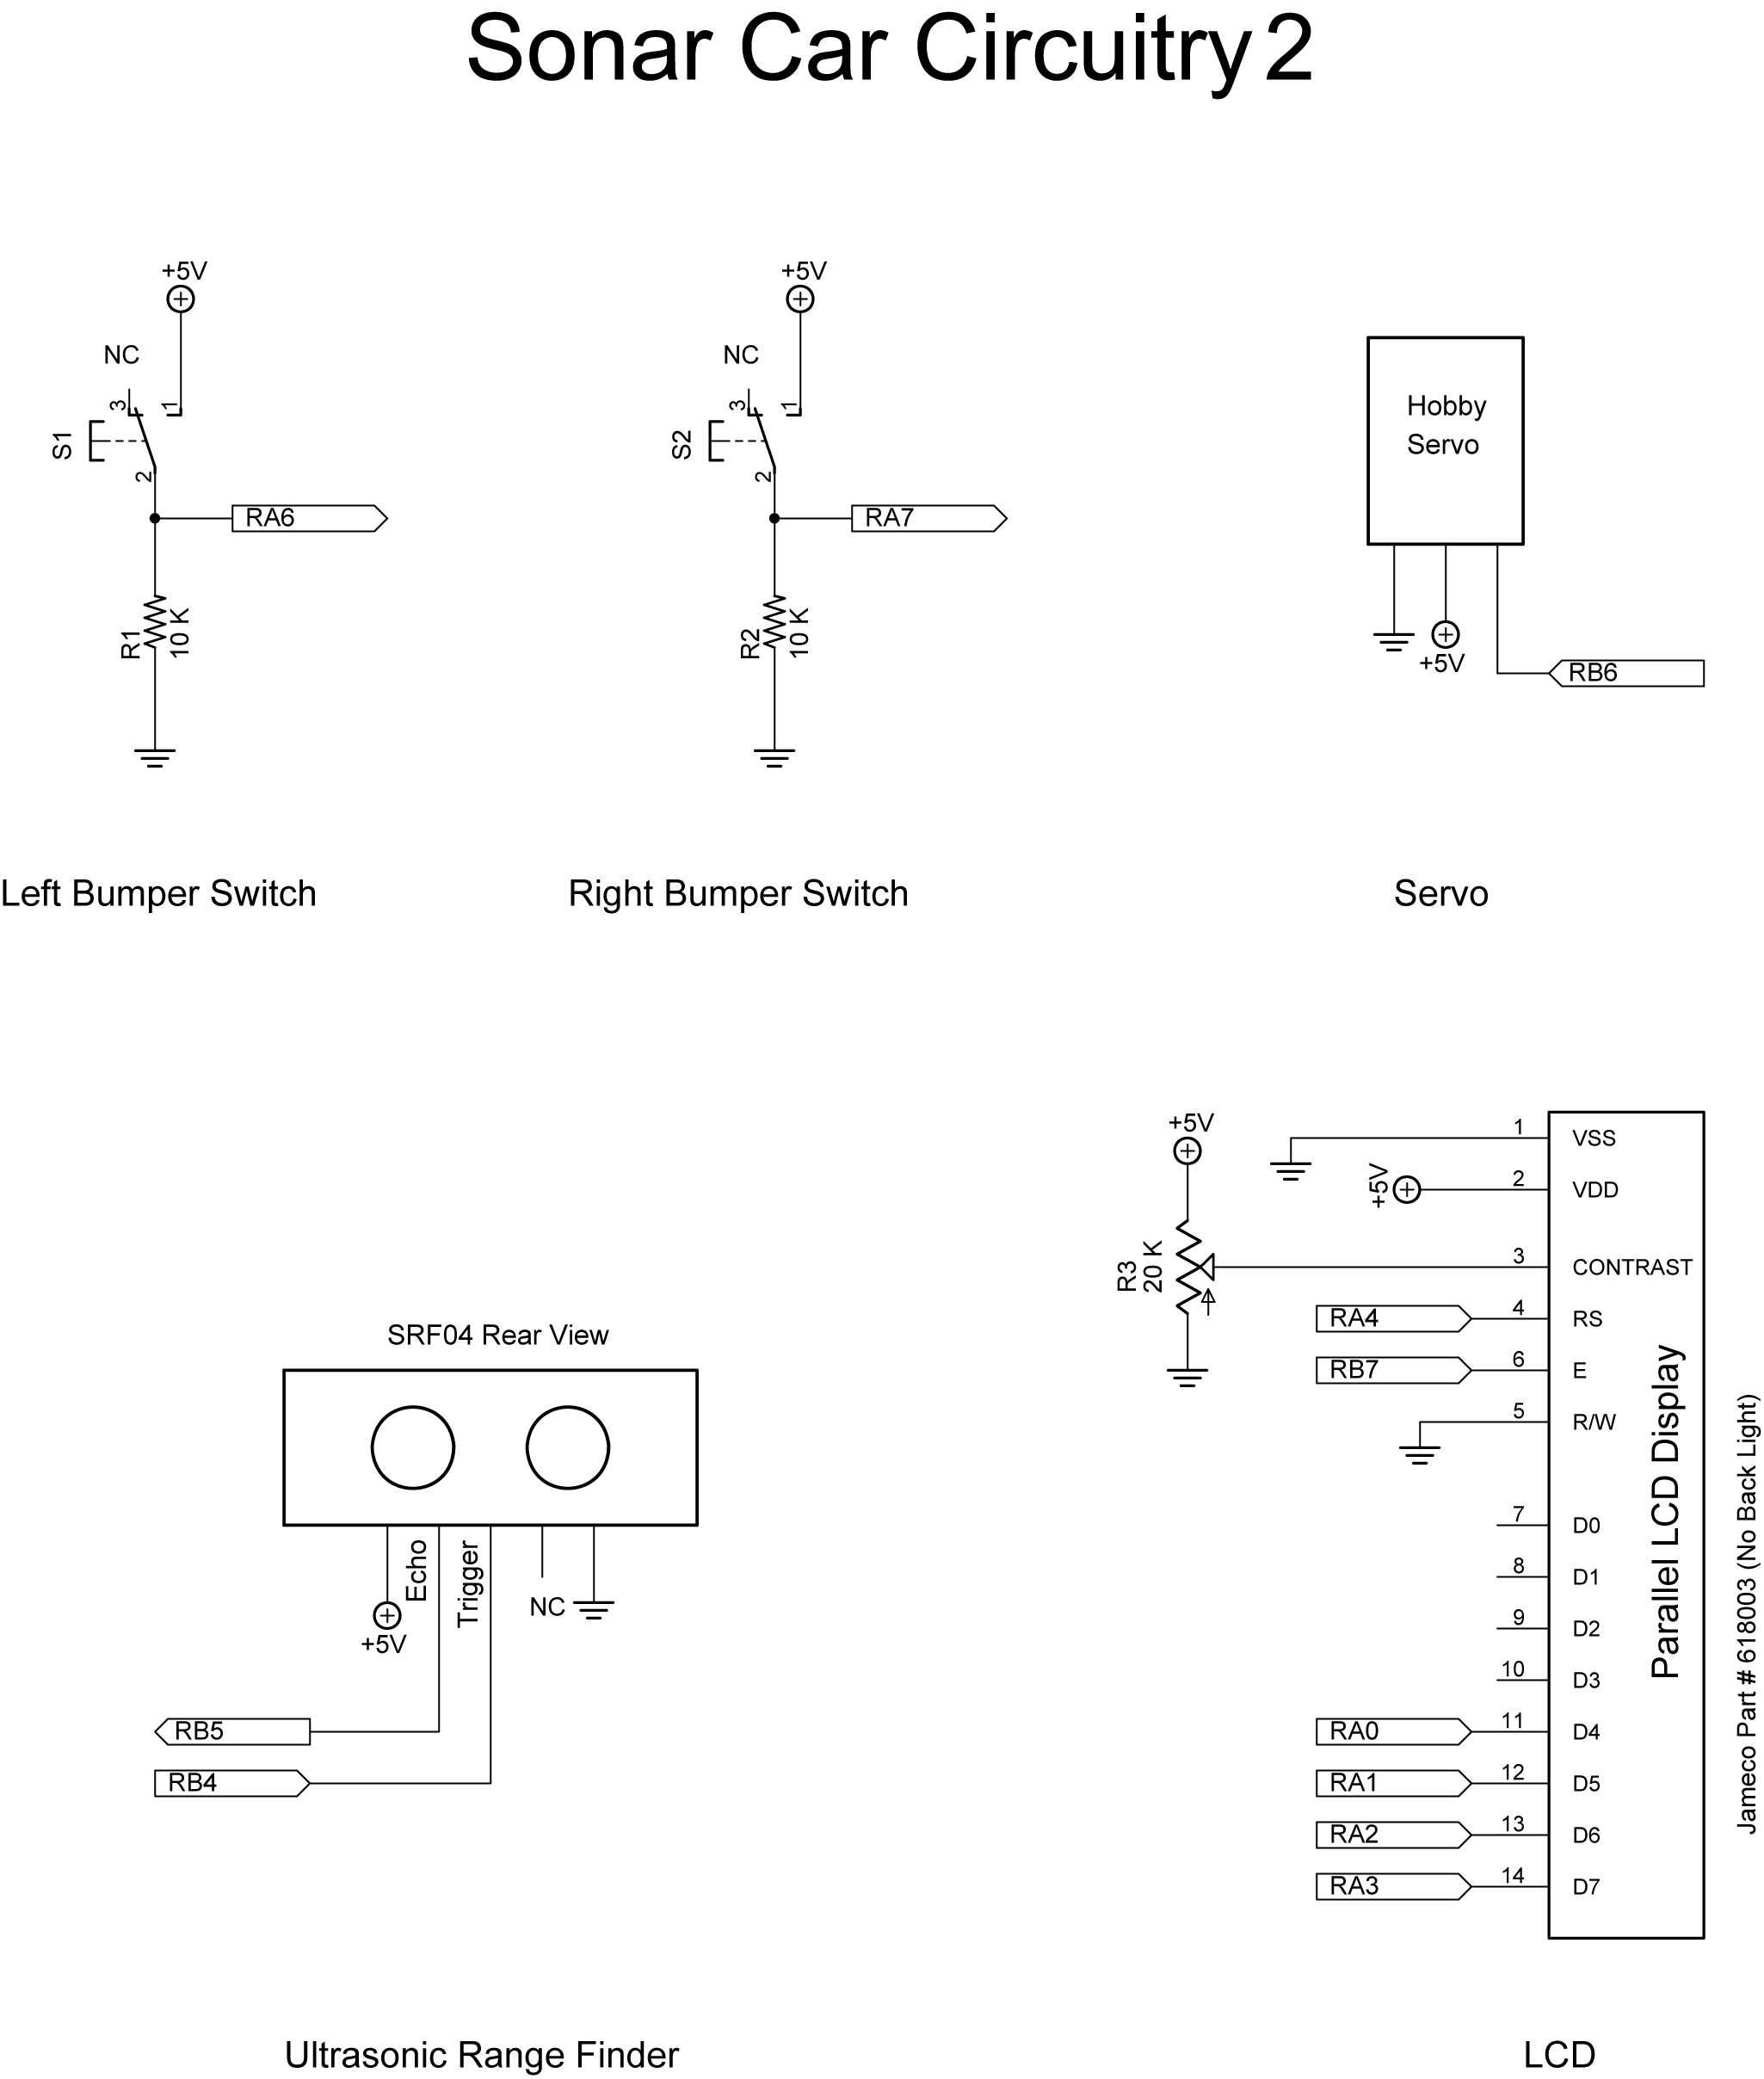 Sonar Car Circuitry 2
+5V
NC
3
1
S1
2
RA6
R1
10 K
Left Bumper Switch
+5V
NC
3
1
S2
2
RA7
R2
10 K
Right Bumper Switch
Hobby
Servo
+5V
RB6
Servo
SRF04 Rear View
Echo
Trigger
NC
+5V
RB5
RB4
Ultrasonic Range Finder
+5V
R3
20 K
1 VSS
+5V
2 VDD
3 CONTRAST
RA4 4 RS
RB7 6 E
5 R/W
7 D0
8 D1
9 D2
10 D3
RA0 11 D4
RA1 12 D5
RA2 13 D6
RA3 14 D7
Parallel LCD Display
Jameco Part # 618003 (No Back Light)
LCD